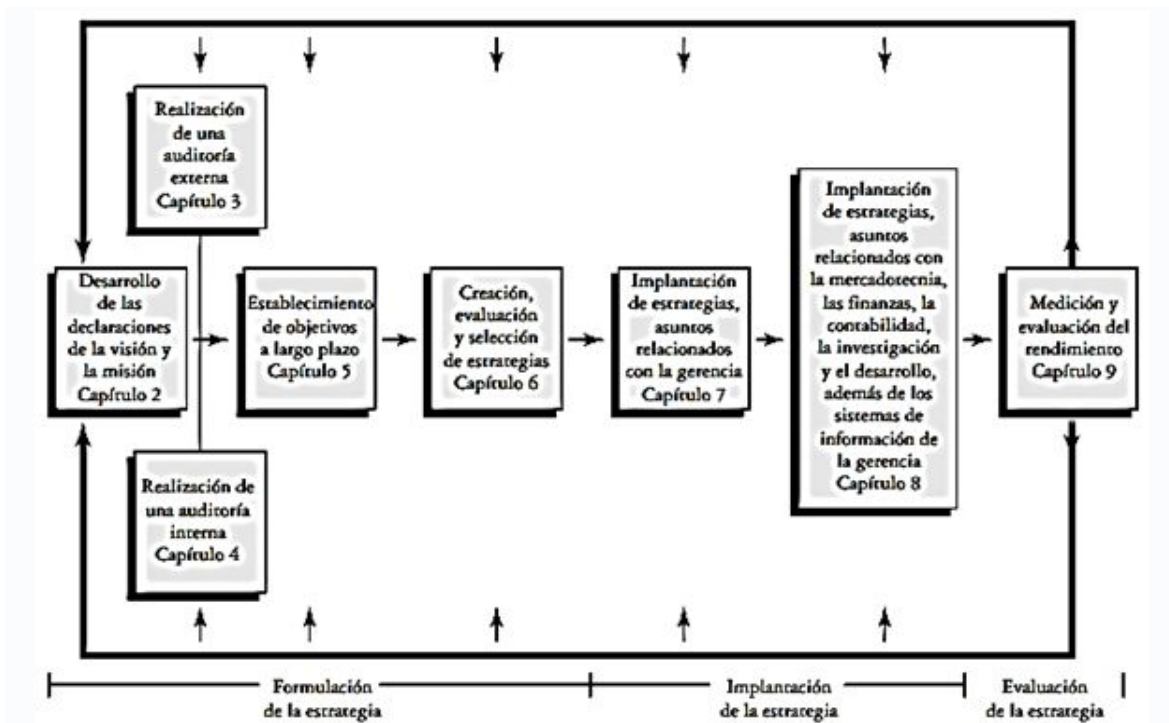 Realización
de una
auditoría
externa
Capítulo 3
Desarrollo
de las
declaraciones
de la visión y
la misión
Capítulo 2
Realización de
una auditoría
interna
Capítulo 4
Establecimiento
de objetivos
a largo plazo
Capítulo 5
Creación,
evaluación
y selección
de estrategias
Capítulo 6
Implantación
de estrategias,
asuntos
relacionados
con la gerencia
Capítulo 7
Implantación
de estrategias,
asuntos
relacionados con
la mercadotecnia,
las finanzas, la
contabilidad,
la investigación
y el desarrollo,
además de los
sistemas de
información de
la gerencia
Capítulo 8
Medición y
evaluación del
rendimiento
Capítulo 9
Formulación
de la estrategia
Implantación
de la estrategia
Evaluación
de la estrategia